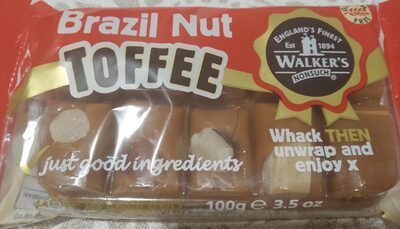 Brazil Nut
TOFFEE
ENGLAND'S FINEST
Est 1894
WALKER'S
NONSUCH
Whack THEN
unwrap and
enjoy x
just good ingredients
100g e 3.5 oz